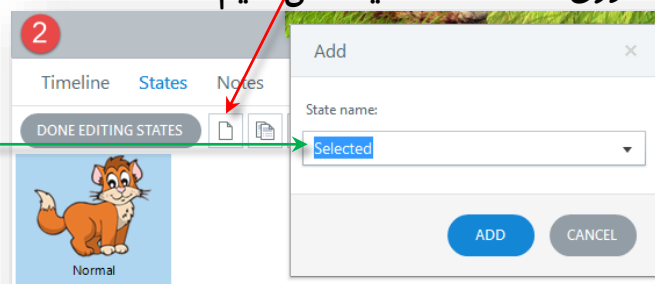 2
Timeline States Notes
DONE EDITING STATES
Normal
Add
State name:
Selected
ADD CANCEL